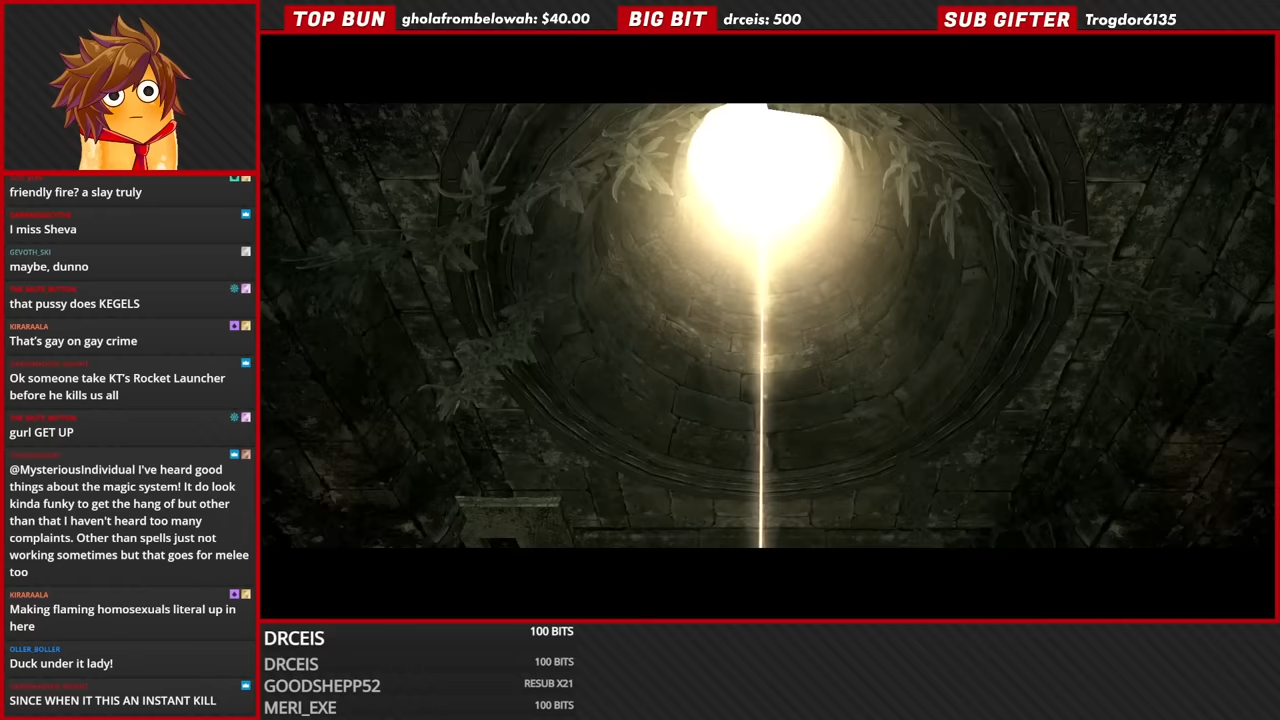 TOP BUN gholafrombelowah: $40.00 BIG BIT drceis: 500 SUB GIFTER Trogdor6135
friendly fire? a slay truly
I miss Sheva
GEVOTH_SKI
maybe, dunno
that pussy does KEGELS
KIRARAALA
That's gay on gay crime
Ok someone take KT's Rocket Launcher
before he kills us all
gurl GET UP
@MysteriousIndividual I've heard good
things about the magic system! It do look
kinda funky to get the hang of but other
than that I haven't heard too many
complaints. Other than spells just not
working sometimes but that goes for melee
too
KIRARAALA
Making flaming homosexuals literal up in
here
OLLER_BOLLER
Duck under it lady!
SINCE WHEN IT THIS AN INSTANT KILL
DRCEIS 100 BITS
DRCEIS 100 BITS
GOODSHEPP52 RESUB X21
MERI_EXE 100 BITS